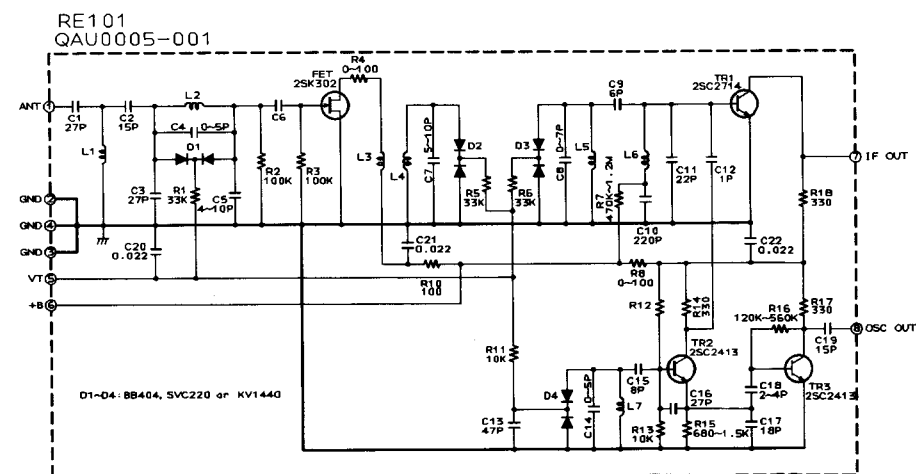 RE101
QAU0005-001
ANT 1
C1
27P
L1
C2
15P
L2
C4
0~5P
D1
C3
27P
R1
33K
C5
4~10P
C6
R2
100K
R3
100K
FET
2SK302
R4
0~100
L3
L4
C7
5~10P
D2
R5
33K
D3
R6
33K
C8
0~7P
L5
C9
6P
L6
R7
470K~1.2M
C10
220P
C11
22P
C12
1P
TR1
2SC2714
7 IF OUT
R18
330
GND 2
GND 4
GND 3
VT 5
+B 6
C20
0.022
C21
0.022
R10
100
R8
0~100
C22
0.022
R12
R14
330
R17
330
R16
120K~560K
8 OSC OUT
C19
15P
R11
10K
TR2
2SC2413
TR3
2SC2413
D4
C14
0~5P
L7
C15
8P
C16
27P
C18
2~4P
C17
18P
C13
47P
R13
10K
R15
680~1.5K
D1~D4: BB404, SVC220 or KV1440